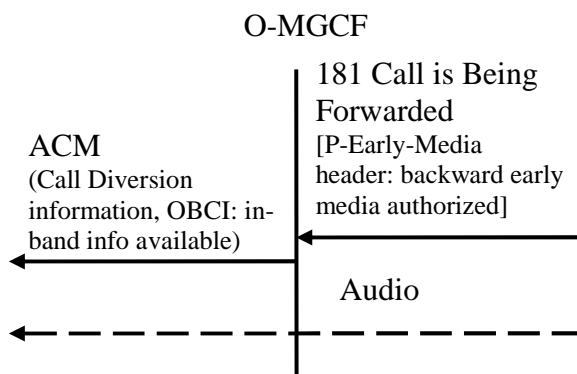 O-MGCF
181 Call is Being
Forwarded
[P-Early-Media
header: backward early
media authorized]
ACM
(Call Diversion
information, OBCI: in-
band info available)
Audio